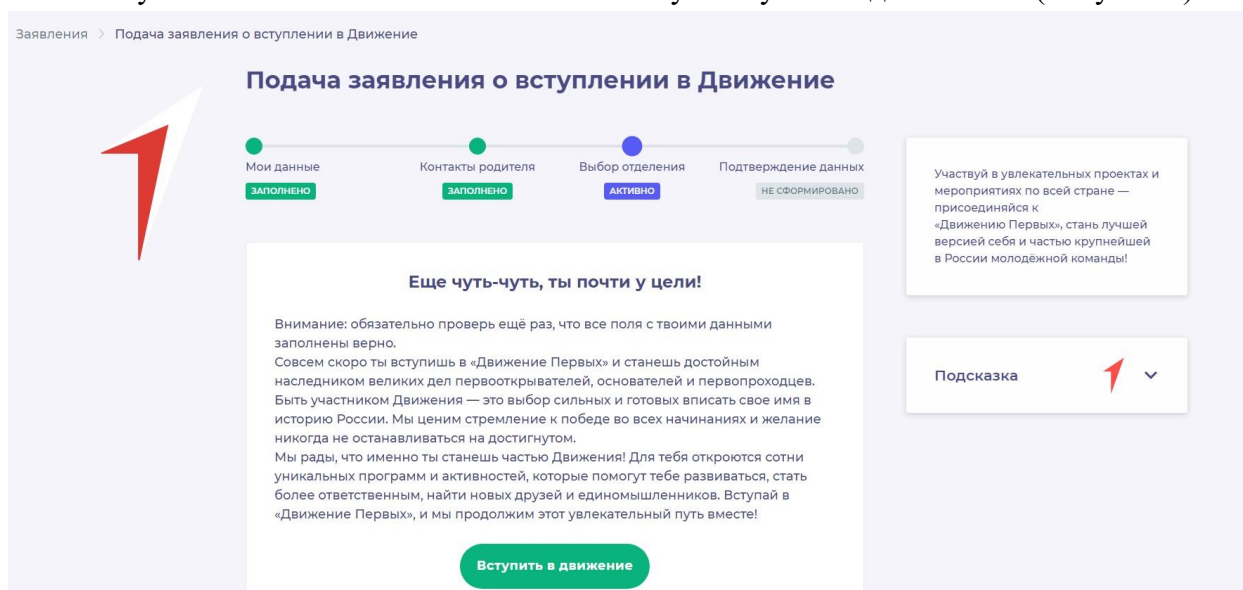 Заявления > Подача заявления о вступлении в Движение
Подача заявления о вступлении в Движение
Мои данные
ЗАПОЛНЕНО
Контакты родителя
ЗАПОЛНЕНО
Выбор отделения
АКТИВНО
Подтверждение данных
НЕ СФОРМИРОВАНО
Еще чуть-чуть, ты почти у цели!
Внимание: обязательно проверь ещё раз, что все поля с твоими данными
заполнены верно.
Совсем скоро ты вступишь в «Движение Первых» и станешь достойным
наследником великих дел первооткрывателей, основателей и первопроходцев.
Быть участником Движения — это выбор сильных и готовых вписать свое имя в
историю России. Мы ценим стремление к победе во всех начинаниях и желание
никогда не останавливаться на достигнутом.
Мы рады, что именно ты станешь частью Движения! Для тебя откроются сотни
уникальных программ и активностей, которые помогут тебе развиваться, стать
более ответственным, найти новых друзей и единомышленников. Вступай в
«Движение Первых», и мы продолжим этот увлекательный путь вместе!
Вступить в движение
Участвуй в увлекательных проектах и
мероприятиях по всей стране —
присоединяйся к
«Движению Первых», стань лучшей
версией себя и частью крупнейшей
в России молодёжной команды!
Подсказка